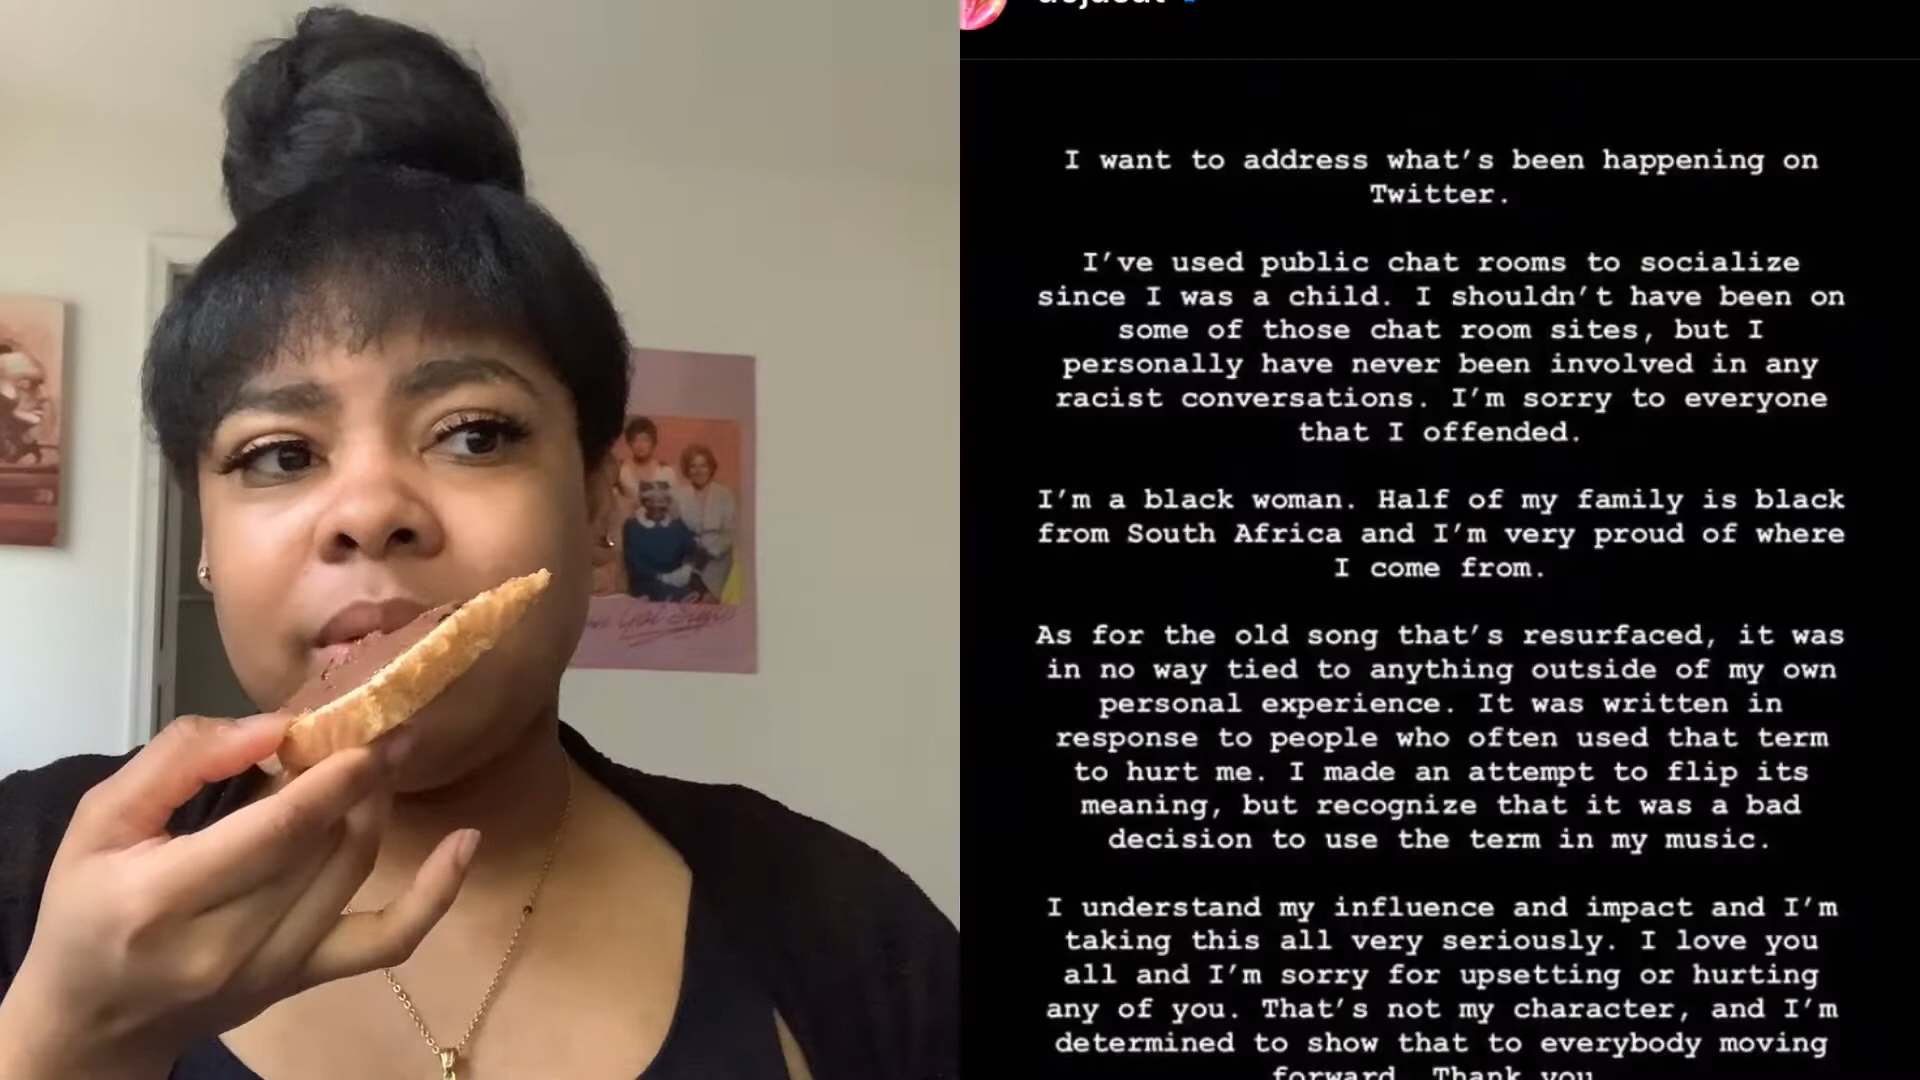 I want to address what's been happening on
Twitter.
I've used public chat rooms to socialize
since I was a child. I shouldn't have been on
some of those chat room sites, but I
personally have never been involved in any
racist conversations. I'm sorry to everyone
that I offended.
I'm a black woman. Half of my family is black
from South Africa and I'm very proud of where
I come from.
As for the old song that's resurfaced, it was
in no way tied to anything outside of my own
personal experience. It was written in
response to people who often used that term
to hurt me. I made an attempt to flip its
meaning, but recognize that it was a bad
decision to use the term in my music.
I understand my influence and impact and I'm
taking this all very seriously. I love you
all and I'm sorry for upsetting or hurting
any of you. That's not my character, and I'm
determined to show that to everybody moving
forward. Thank you.